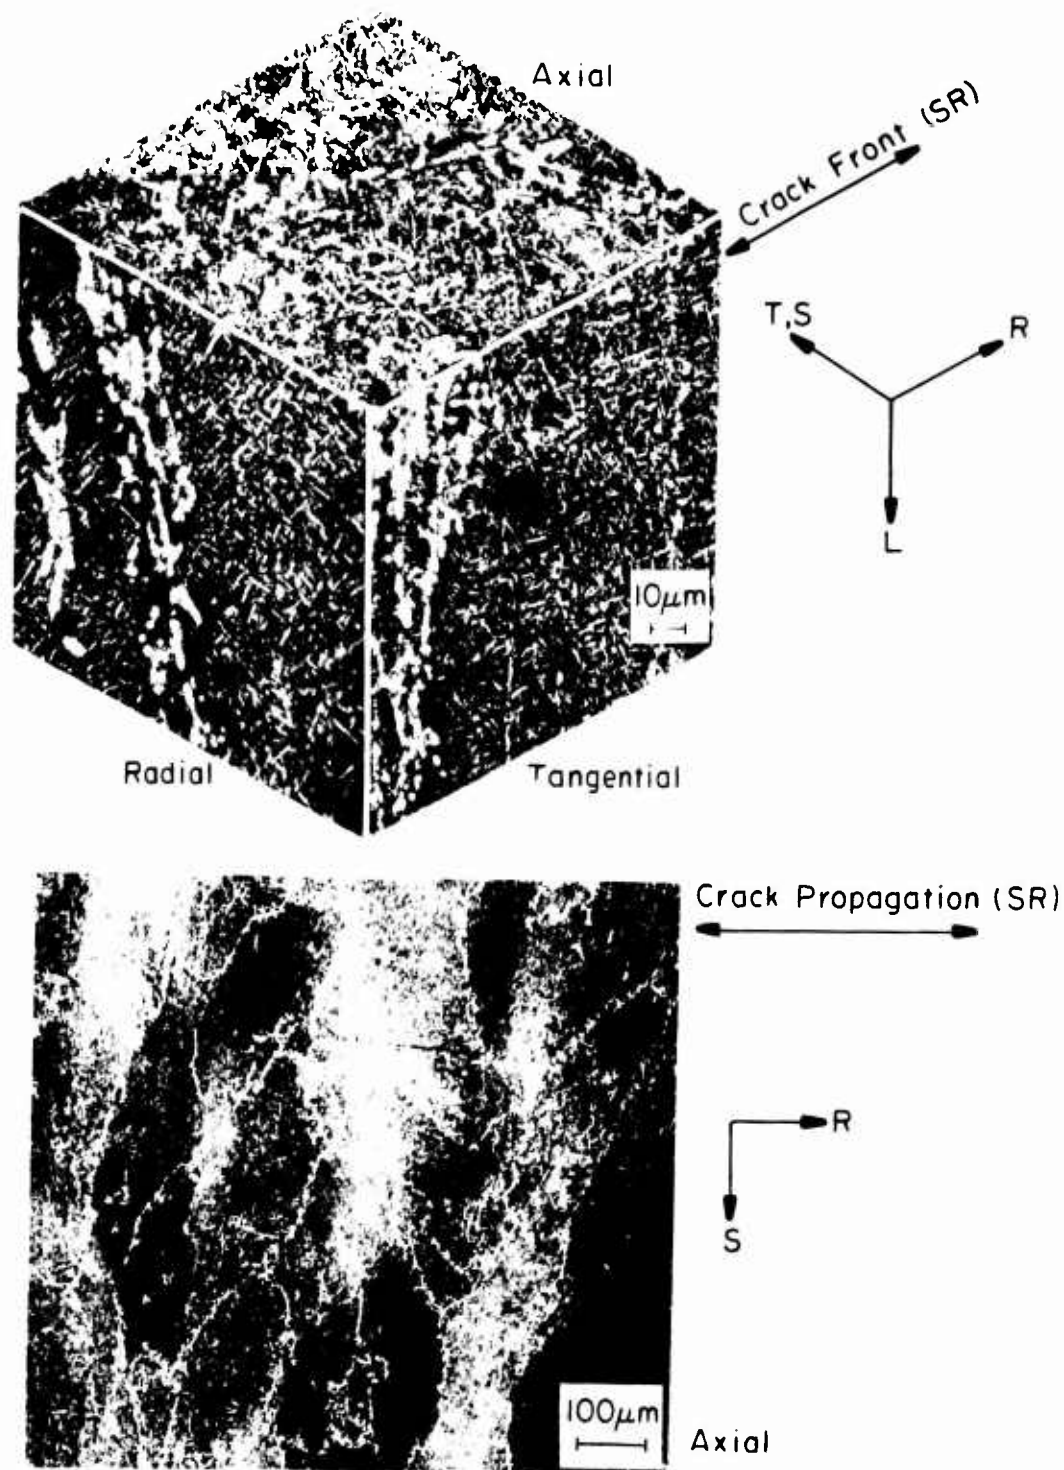 Axial
Crack Front (SR)
T,S
R
L
10μm
Radial
Tangential
Crack Propagation (SR)
R
S
100μm
Axial